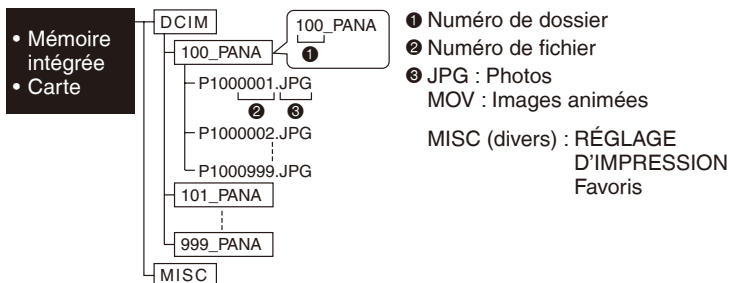 • Mémoire
intégrée
• Carte
DCIM
100_PANA
P1000001.JPG
❷ ❸
P1000002.JPG
P1000999.JPG
101_PANA
999_PANA
MISC
100_PANA
❶
❶ Numéro de dossier
❷ Numéro de fichier
❸ JPG : Photos
MOV : Images animées
MISC (divers) : RÉGLAGE
D'IMPRESSION
Favoris